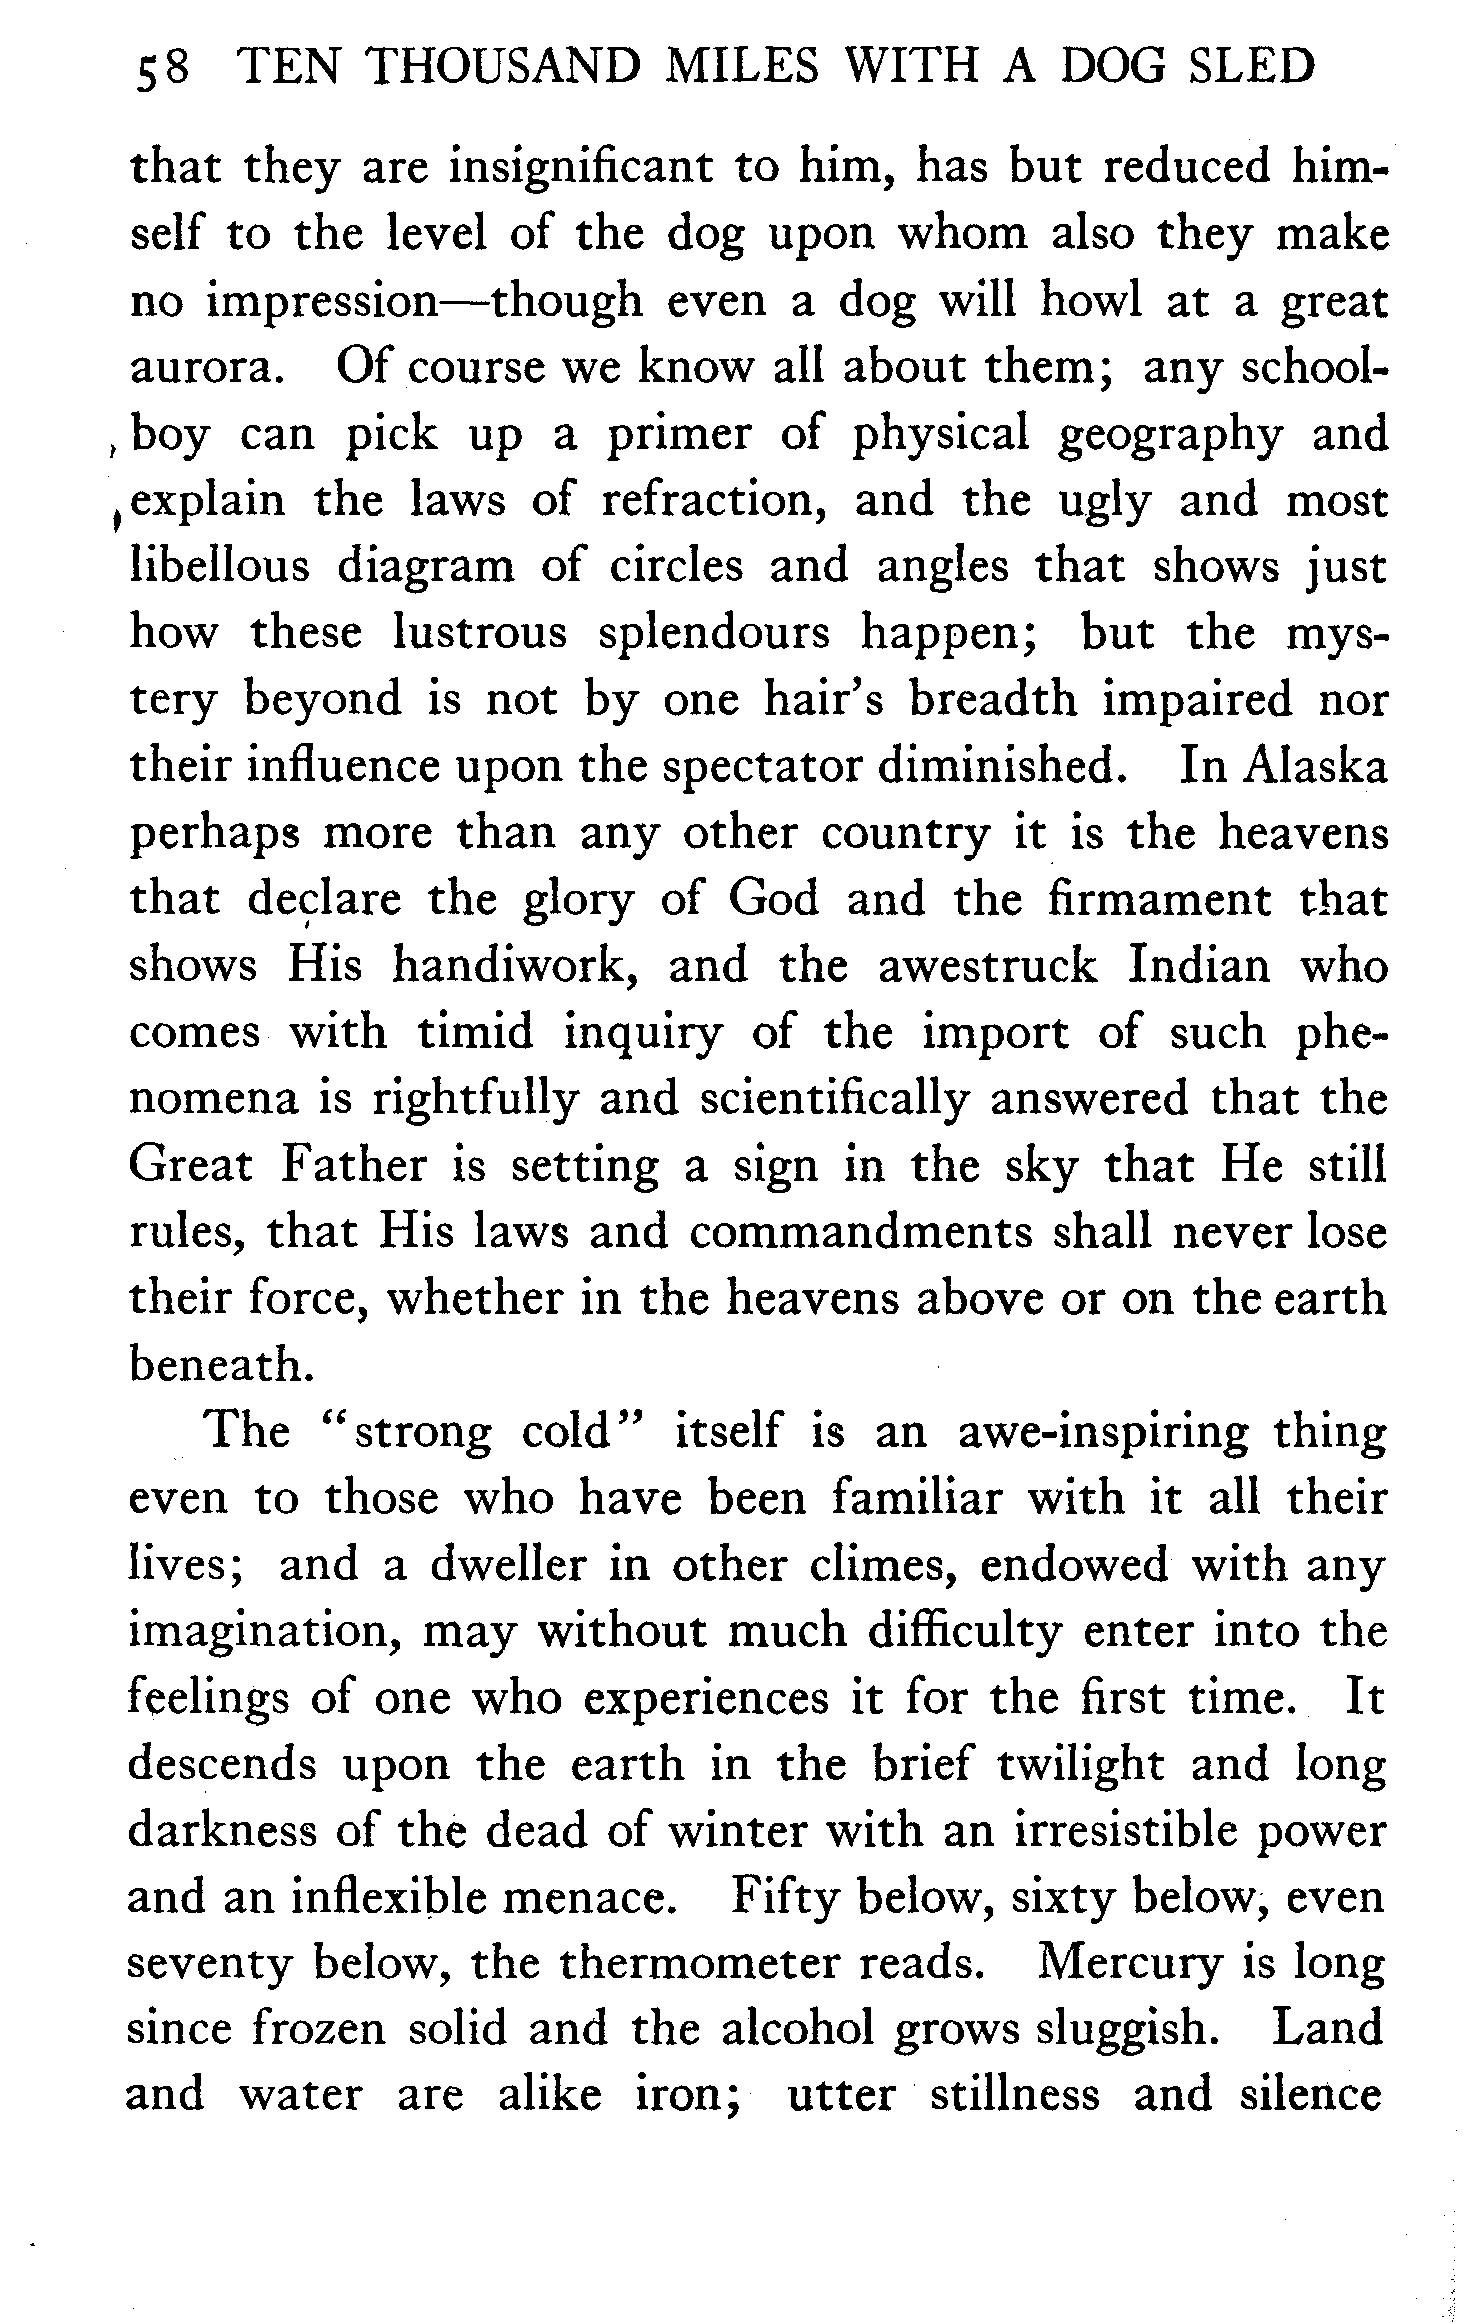 58 TEN THOUSAND MILES WITH A DOG SLED
that they are insignificant to him, has but reduced him-
self to the level of the dog upon whom also they make
no impression—though even a dog will howl at a great
aurora. Of course we know all about them; any school-
boy can pick up a primer of physical geography and
explain the laws of refraction, and the ugly and most
libellous diagram of circles and angles that shows just
how these lustrous splendours happen; but the mys-
tery beyond is not by one hair's breadth impaired nor
their influence upon the spectator diminished. In Alaska
perhaps more than any other country it is the heavens
that declare the glory of God and the firmament that
shows His handiwork, and the awestruck Indian who
comes with timid inquiry of the import of such phe-
nomena is rightfully and scientifically answered that the
Great Father is setting a sign in the sky that He still
rules, that His laws and commandments shall never lose
their force, whether in the heavens above or on the earth
beneath.
The "strong cold" itself is an awe-inspiring thing
even to those who have been familiar with it all their
lives; and a dweller in other climes, endowed with any
imagination, may without much difficulty enter into the
feelings of one who experiences it for the first time. It
descends upon the earth in the brief twilight and long
darkness of the dead of winter with an irresistible power
and an inflexible menace. Fifty below, sixty below, even
seventy below, the thermometer reads. Mercury is long
since frozen solid and the alcohol grows sluggish. Land
and water are alike iron; utter stillness and silence